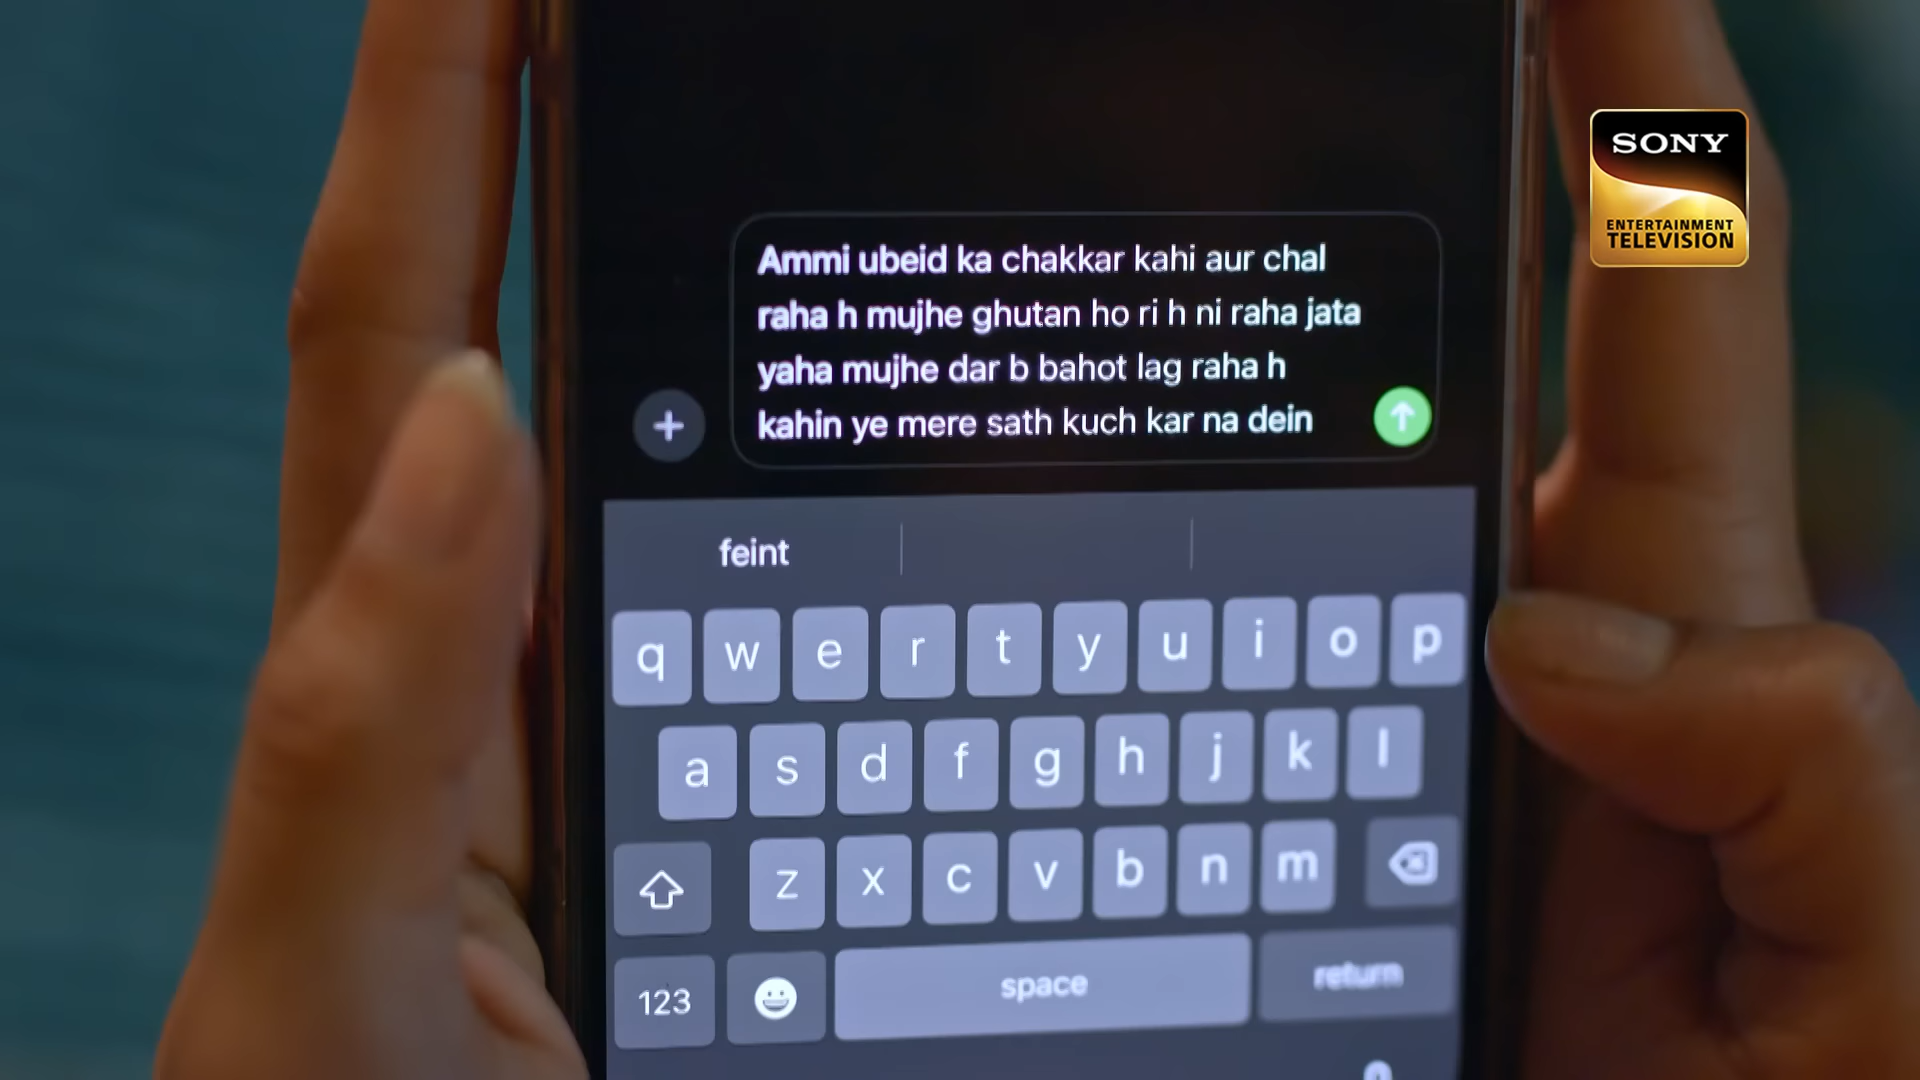 SONY
ENTERTAINMENT
TELEVISION
Ammi ubeid ka chakkar kahi aur chal
raha h mujhe ghutan ho ri h ni raha jata
yaha mujhe dar b bahot lag raha h
kahin ye mere sath kuch kar na dein
feint
q w e r t y u i o p
a s d f g h j k l
z x c v b n m
123 space return